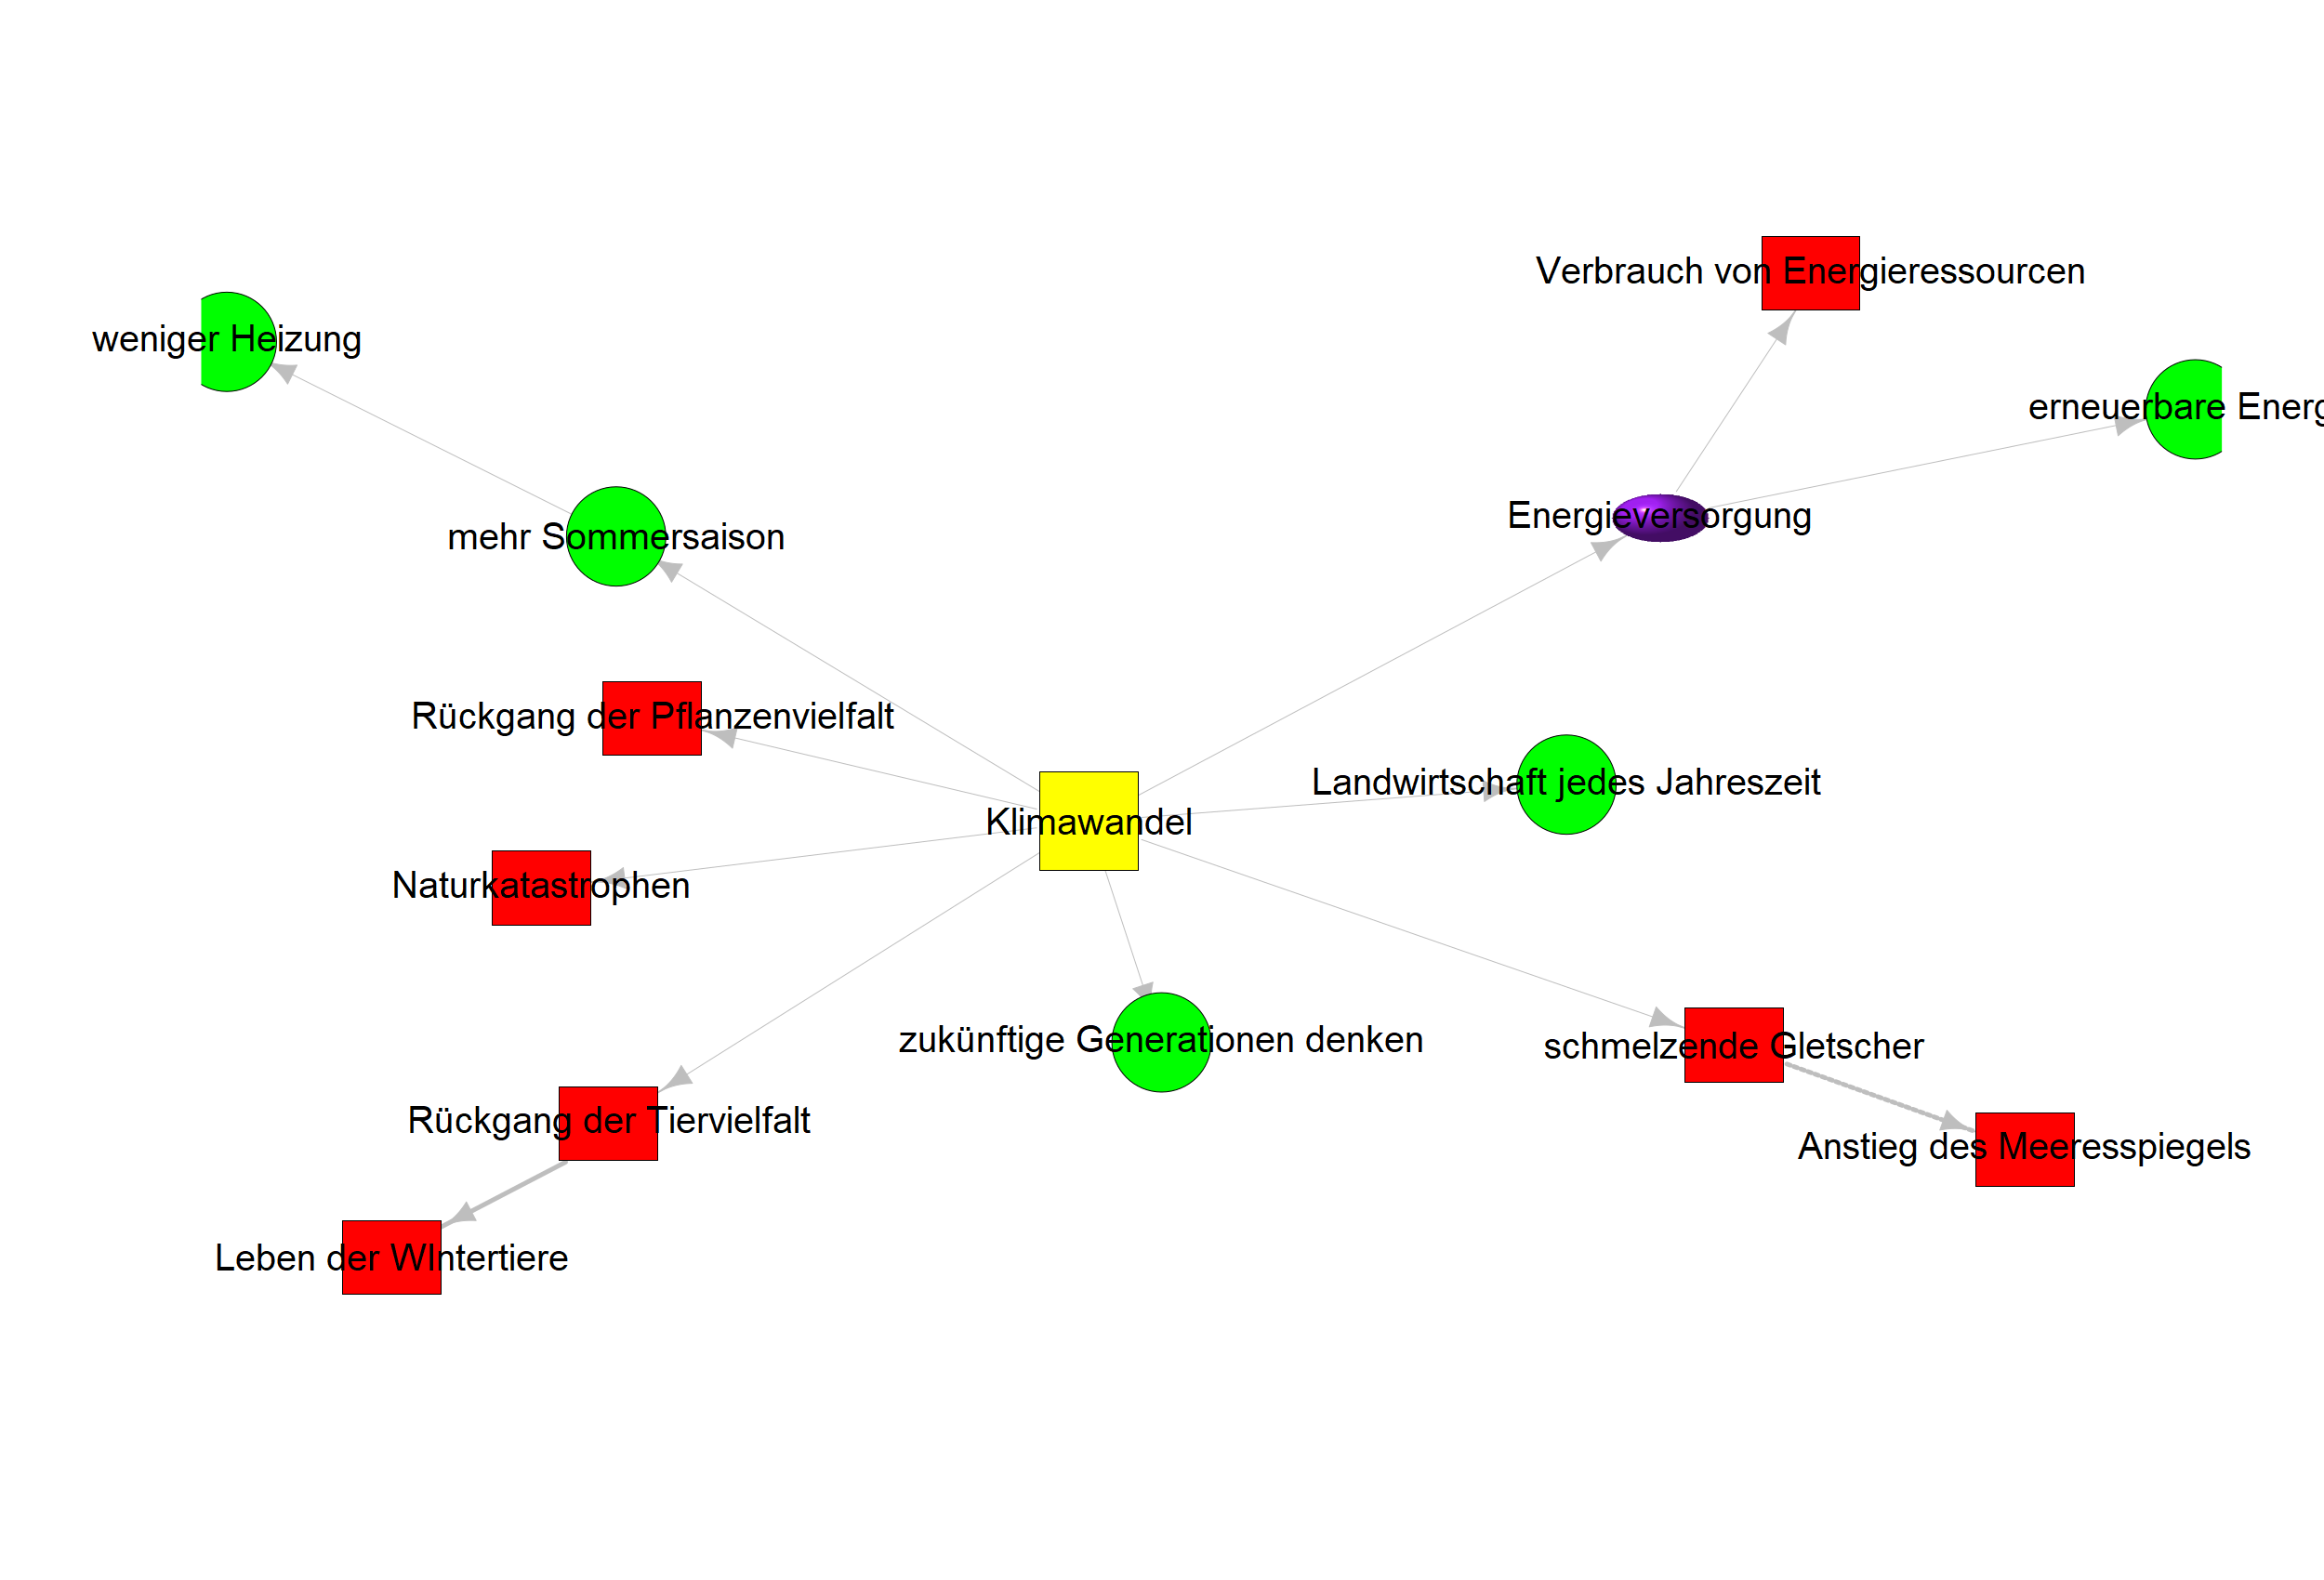 Verbrauch von Energieressourcen
weniger Heizung
erneuerbare Energ
Energieversorgung
mehr Sommersaison
Rückgang der Pflanzenvielfalt
Landwirtschaft jedes Jahreszeit
Klimawandel
Naturkatastrophen
zukünftige Generationen denken
schmelzende Gletscher
Rückgang der Tiervielfalt
Anstieg des Meeresspiegels
Leben der WIntertiere